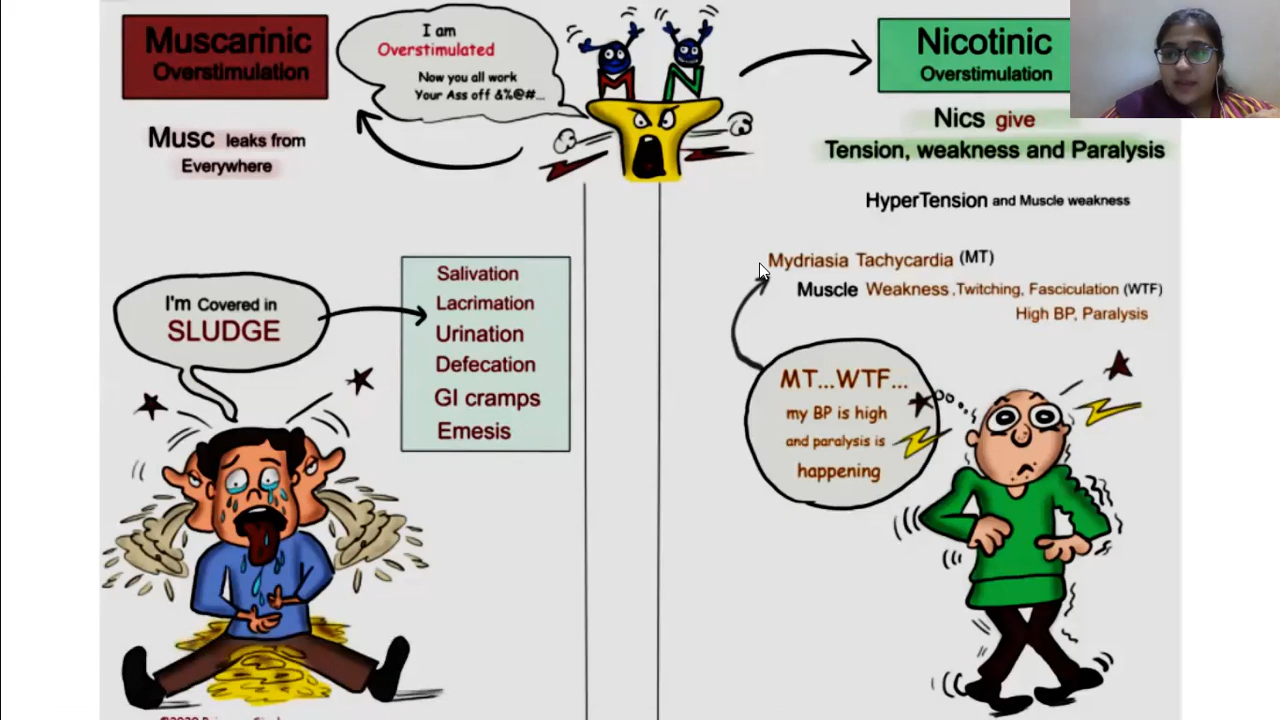 Muscarinic
Overstimulation
Musc leaks from
Everywhere
I am
Overstimulated
Now you all work
Your Ass off &%@#...
M
N
Nicotinic
Overstimulation
Nics give
Tension, weakness and Paralysis
HyperTension and Muscle weakness
Mydriasia Tachycardia (MT)
Muscle Weakness ,Twitching, Fasciculation (WTF)
High BP, Paralysis
I'm Covered in
SLUDGE
Salivation
Lacrimation
Urination
Defecation
GI cramps
Emesis
MT...WTF...
my BP is high
and paralysis is
happening